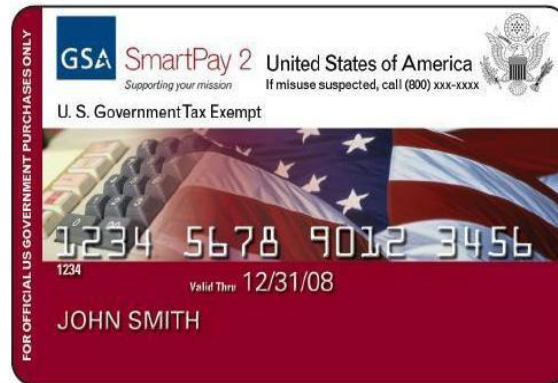 FOR OFFICIAL US GOVERNMENT PURCHASES ONLY
GSA SmartPay 2
Supporting your mission
United States of America
If misuse suspected, call (800) xxx-xxxx
U. S. Government Tax Exempt
1234 5678 9012 3456
1234
Valid Thru 12/31/08
JOHN SMITH